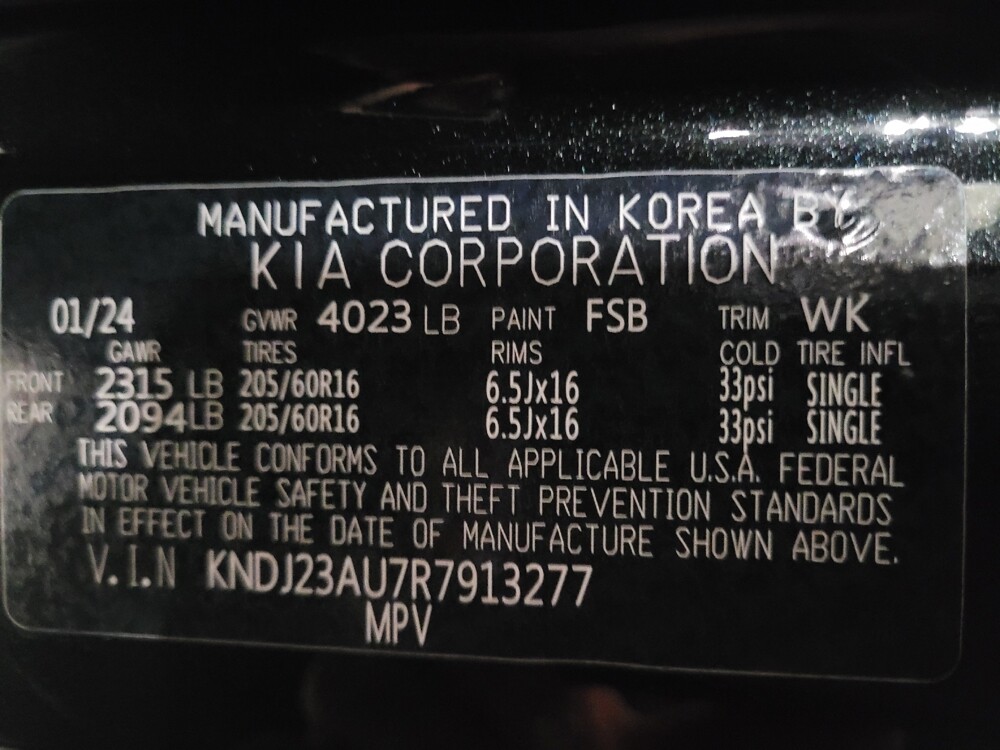 MANUFACTURED IN KOREA BY
KIA CORPORATION
01/24 GVWR 4023 LB PAINT FSB TRIM WK
GAWR TIRES RIMS COLD TIRE INFL
FRONT 2315 LB 205/60R16 6.5Jx16 33psi SINGLE
REAR 2094 LB 205/60R16 6.5Jx16 33psi SINGLE
THIS VEHICLE CONFORMS TO ALL APPLICABLE U.S.A. FEDERAL
MOTOR VEHICLE SAFETY AND THEFT PREVENTION STANDARDS
IN EFFECT ON THE DATE OF MANUFACTURE SHOWN ABOVE.
V.I.N KNDJ23AU7R7913277
MPV